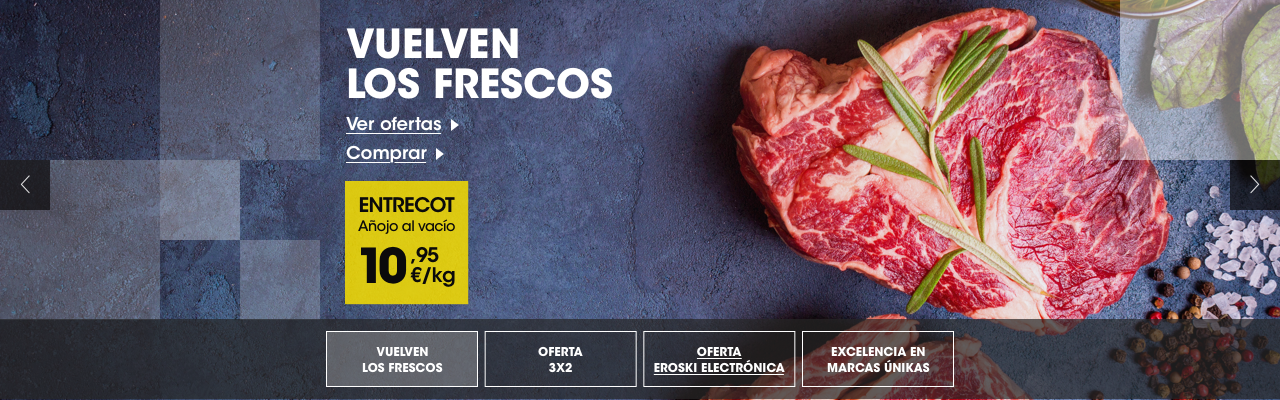 VUELVEN
LOS FRESCOS
Ver ofertas
Comprar
ENTRECOT
Añojo al vacío
10,95
€/kg
VUELVEN
LOS FRESCOS
OFERTA
3X2
OFERTA
EROSKI ELECTRÓNICA
EXCELENCIA EN
MARCAS ÚNIKAS